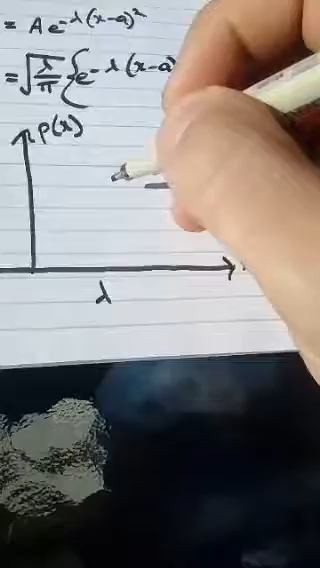 = A e^-λ(x-a)²
= √λ/π { e^-λ(x-a)
ρ(x)
λ